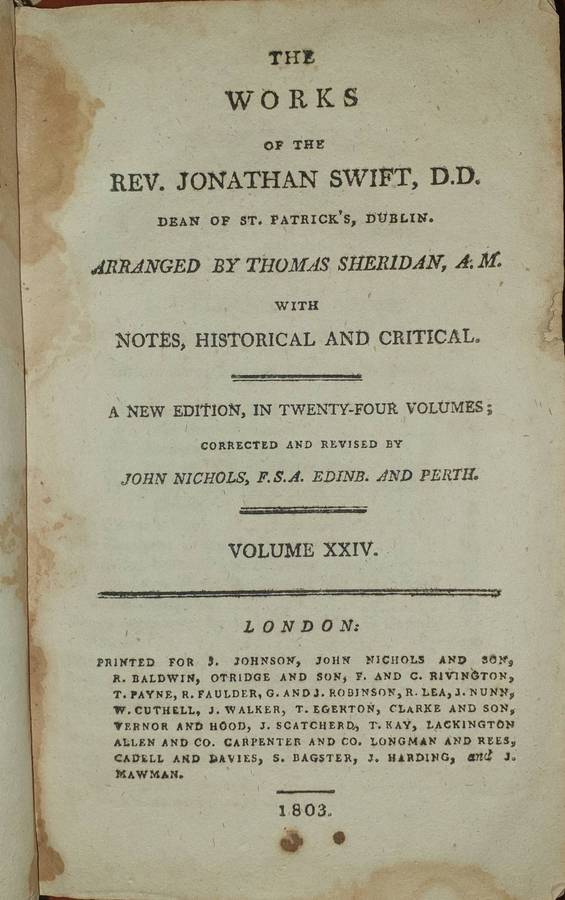 THE
WORKS
OF THE
REV. JONATHAN SWIFT, D.D.
DEAN OF ST. PATRICK'S, DUBLIN.
ARRANGED BY THOMAS SHERIDAN, A.M.
WITH
NOTES, HISTORICAL AND CRITICAL.
A NEW EDITION, IN TWENTY-FOUR VOLUMES;
CORRECTED AND REVISED BY
JOHN NICHOLS, F.S.A. EDINB. AND PERTH.
VOLUME XXIV.
LONDON:
PRINTED FOR J. JOHNSON, JOHN NICHOLS AND SON,
R. BALDWIN, OTRIDGE AND SON, F. AND C. RIVINGTON,
T. PAYNE, R. FAULDER, G. AND J. ROBINSON, R. LEA, J. NUNN,
W. CUTHELL, J. WALKER, T. EGERTON, CLARKE AND SON,
VERNOR AND HOOD, J. SCATCHERD, T. KAY, LACKINGTON
ALLEN AND CO. CARPENTER AND CO. LONGMAN AND REES,
CADELL AND DAVIES, S. BAGSTER, J. HARDING, and J.
MAWMAN.
1803.